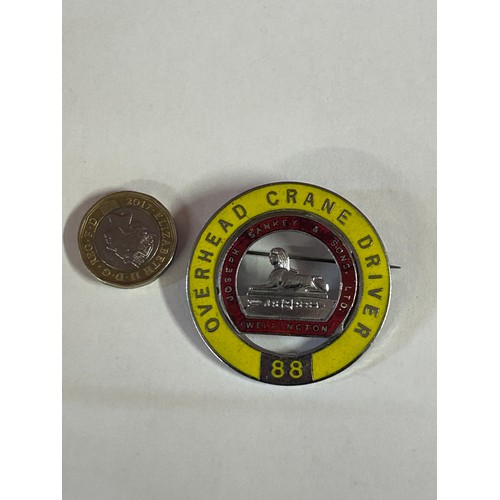 OVERHEAD CRANE DRIVER
JOSEPH SANKEY & SONS. LTD.
WELLINGTON
88
2017 ELIZABETH II D·G·REG·F·D